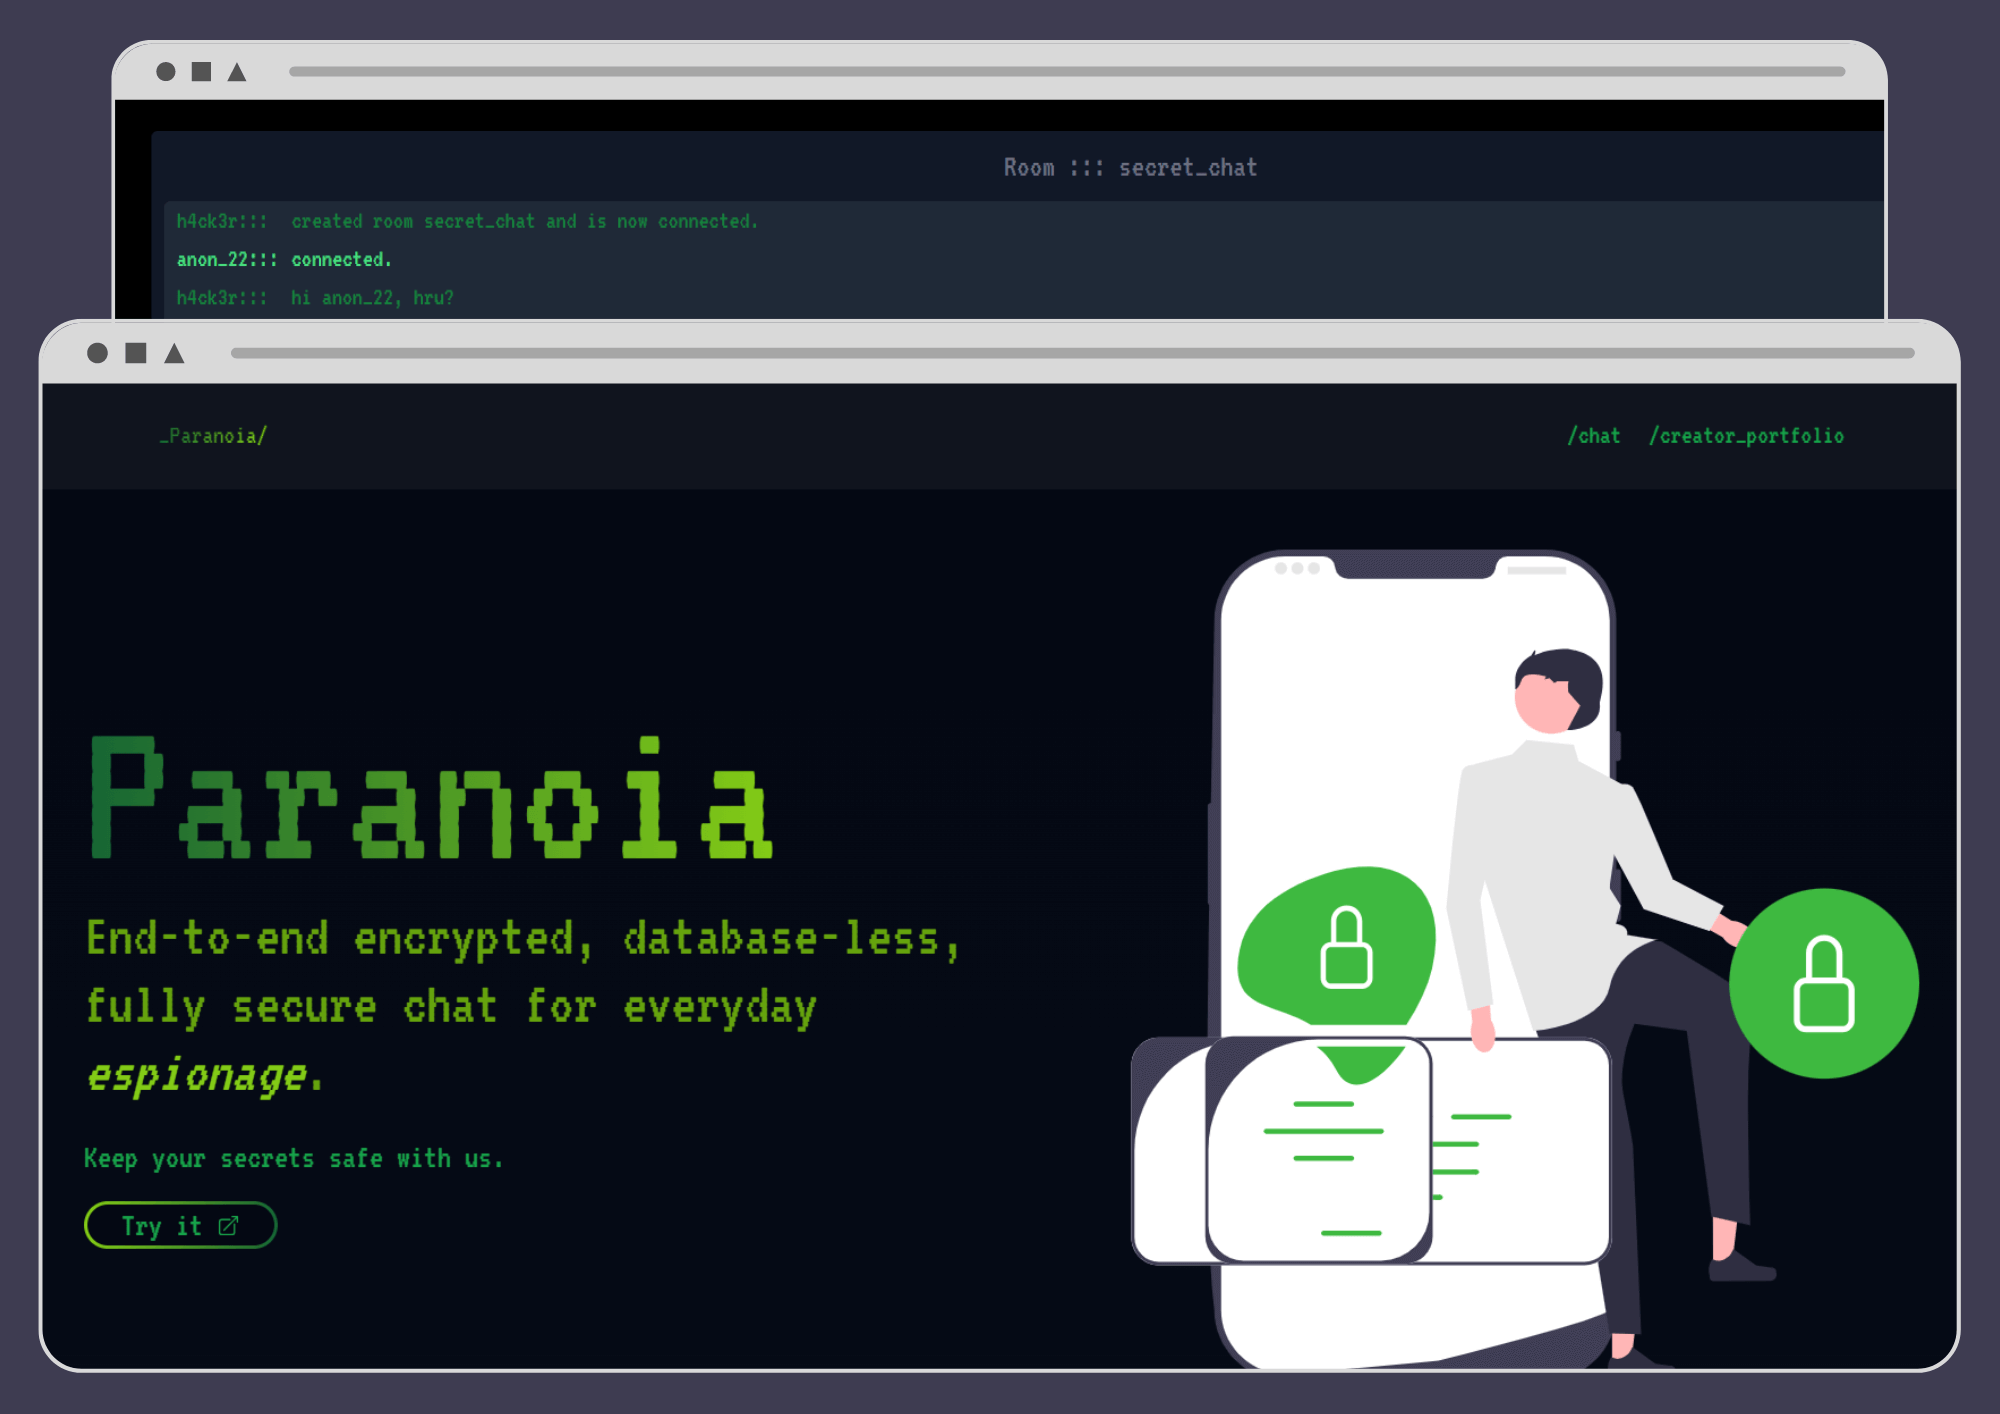 Room ::: secret_chat
h4ck3r::: created room secret_chat and is now connected.
anon_22::: connected.
h4ck3r::: hi anon_22, hru?
_Paranoia/
/chat /creator_portfolio
Paranoia
End-to-end encrypted, database-less,
fully secure chat for everyday
espionage.
Keep your secrets safe with us.
Try it